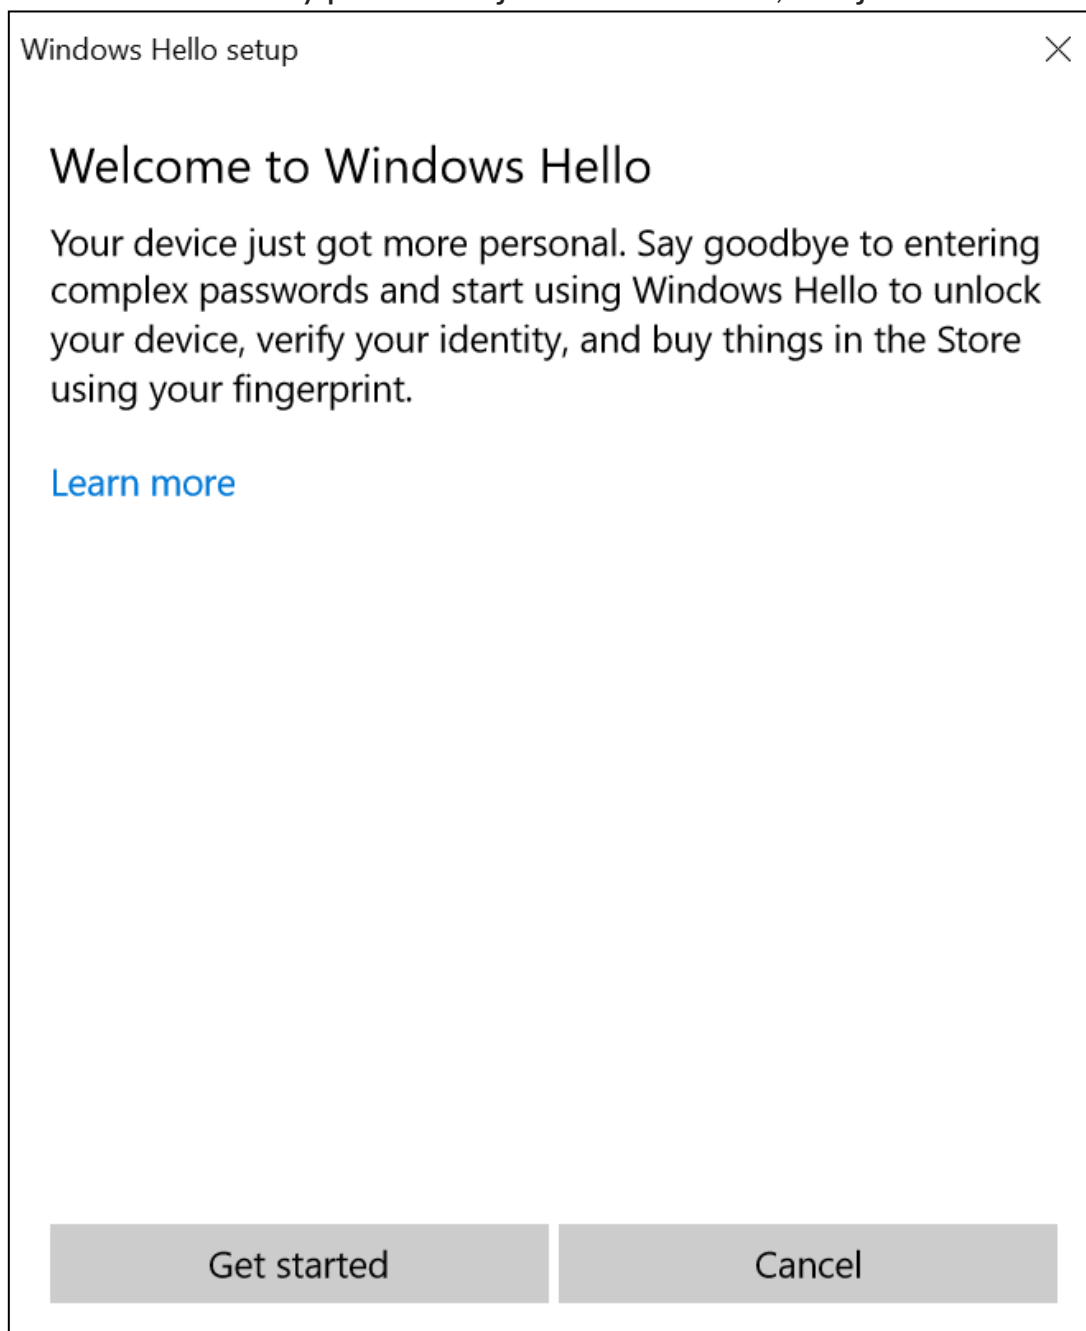 Windows Hello setup
Welcome to Windows Hello
Your device just got more personal. Say goodbye to entering
complex passwords and start using Windows Hello to unlock
your device, verify your identity, and buy things in the Store
using your fingerprint.
Learn more
Get started
Cancel